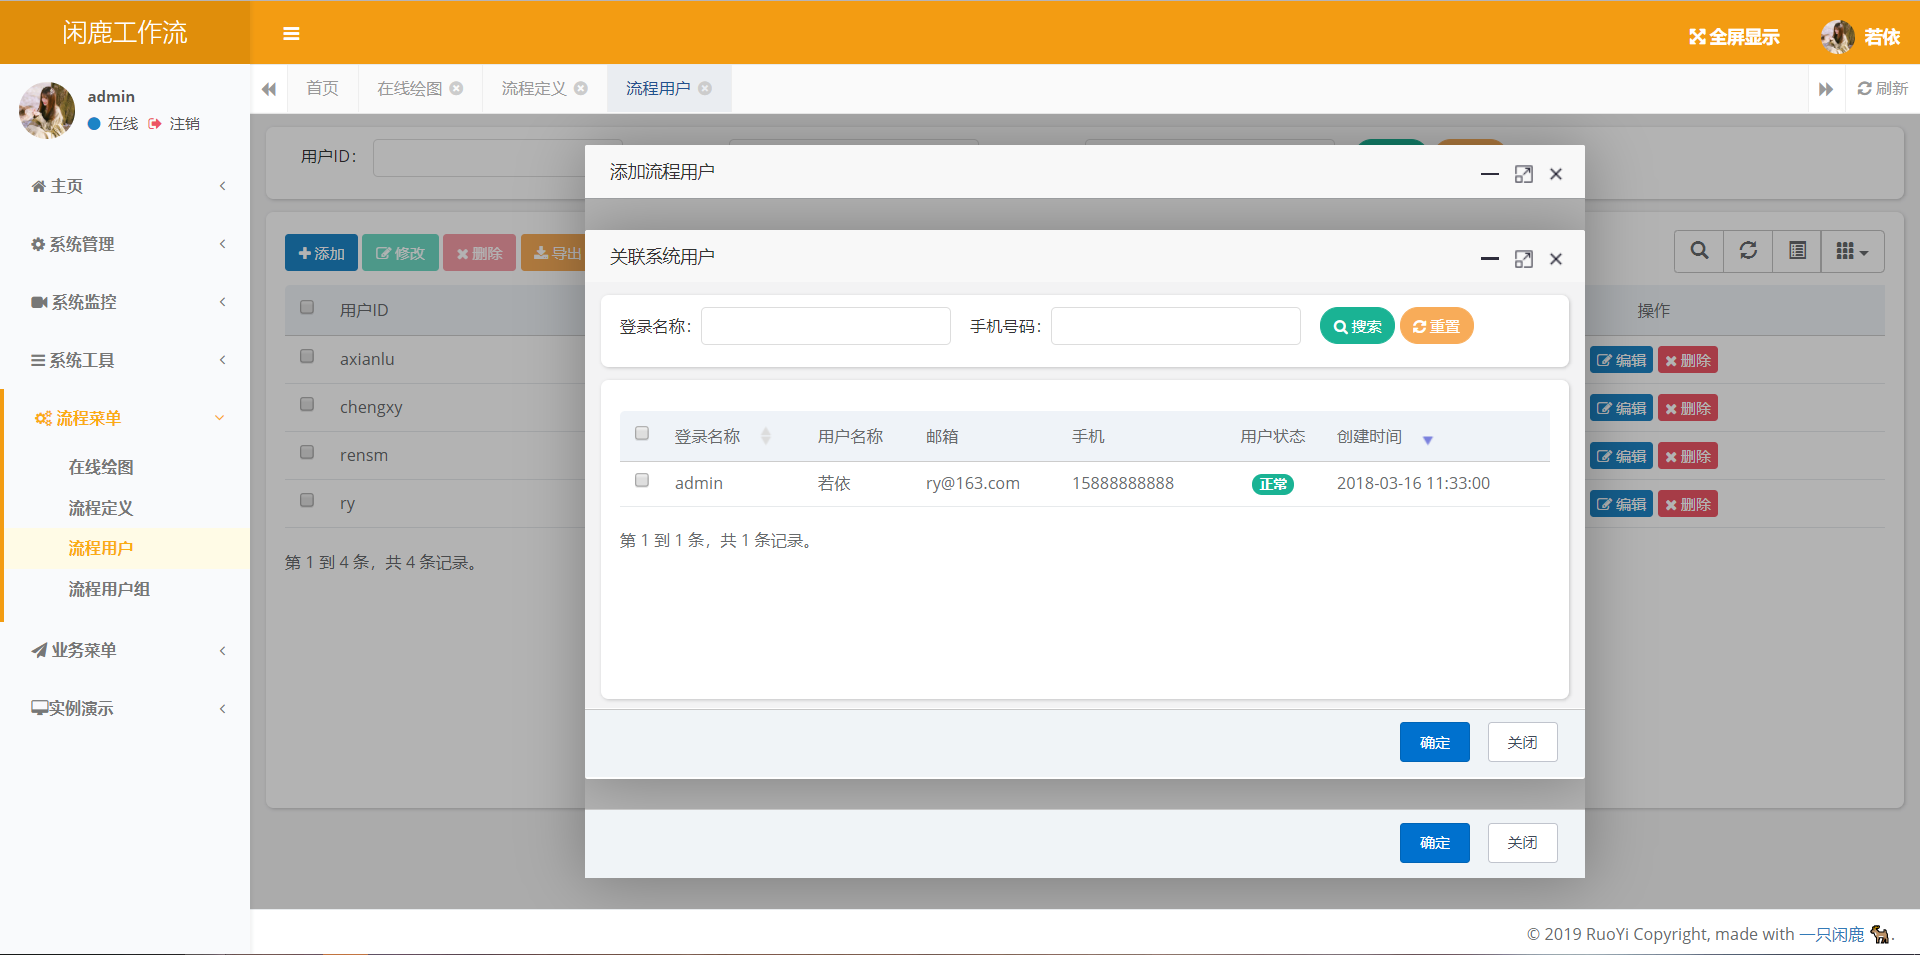 闲鹿工作流
全屏显示
若依
admin
在线 注销
首页
在线绘图
流程定义
流程用户
刷新
主页
系统管理
系统监控
系统工具
流程菜单
在线绘图
流程定义
流程用户
流程用户组
业务菜单
实例演示
用户ID：
添加 修改 删除 导出
用户ID 操作
axianlu 编辑 删除
chengxy 编辑 删除
rensm 编辑 删除
ry 编辑 删除
第 1 到 4 条，共 4 条记录。
添加流程用户
关联系统用户
登录名称： 手机号码： 搜索 重置
登录名称 用户名称 邮箱 手机 用户状态 创建时间
admin 若依 ry@163.com 15888888888 正常 2018-03-16 11:33:00
第 1 到 1 条，共 1 条记录。
确定 关闭
确定 关闭
© 2019 RuoYi Copyright, made with 一只闲鹿 .